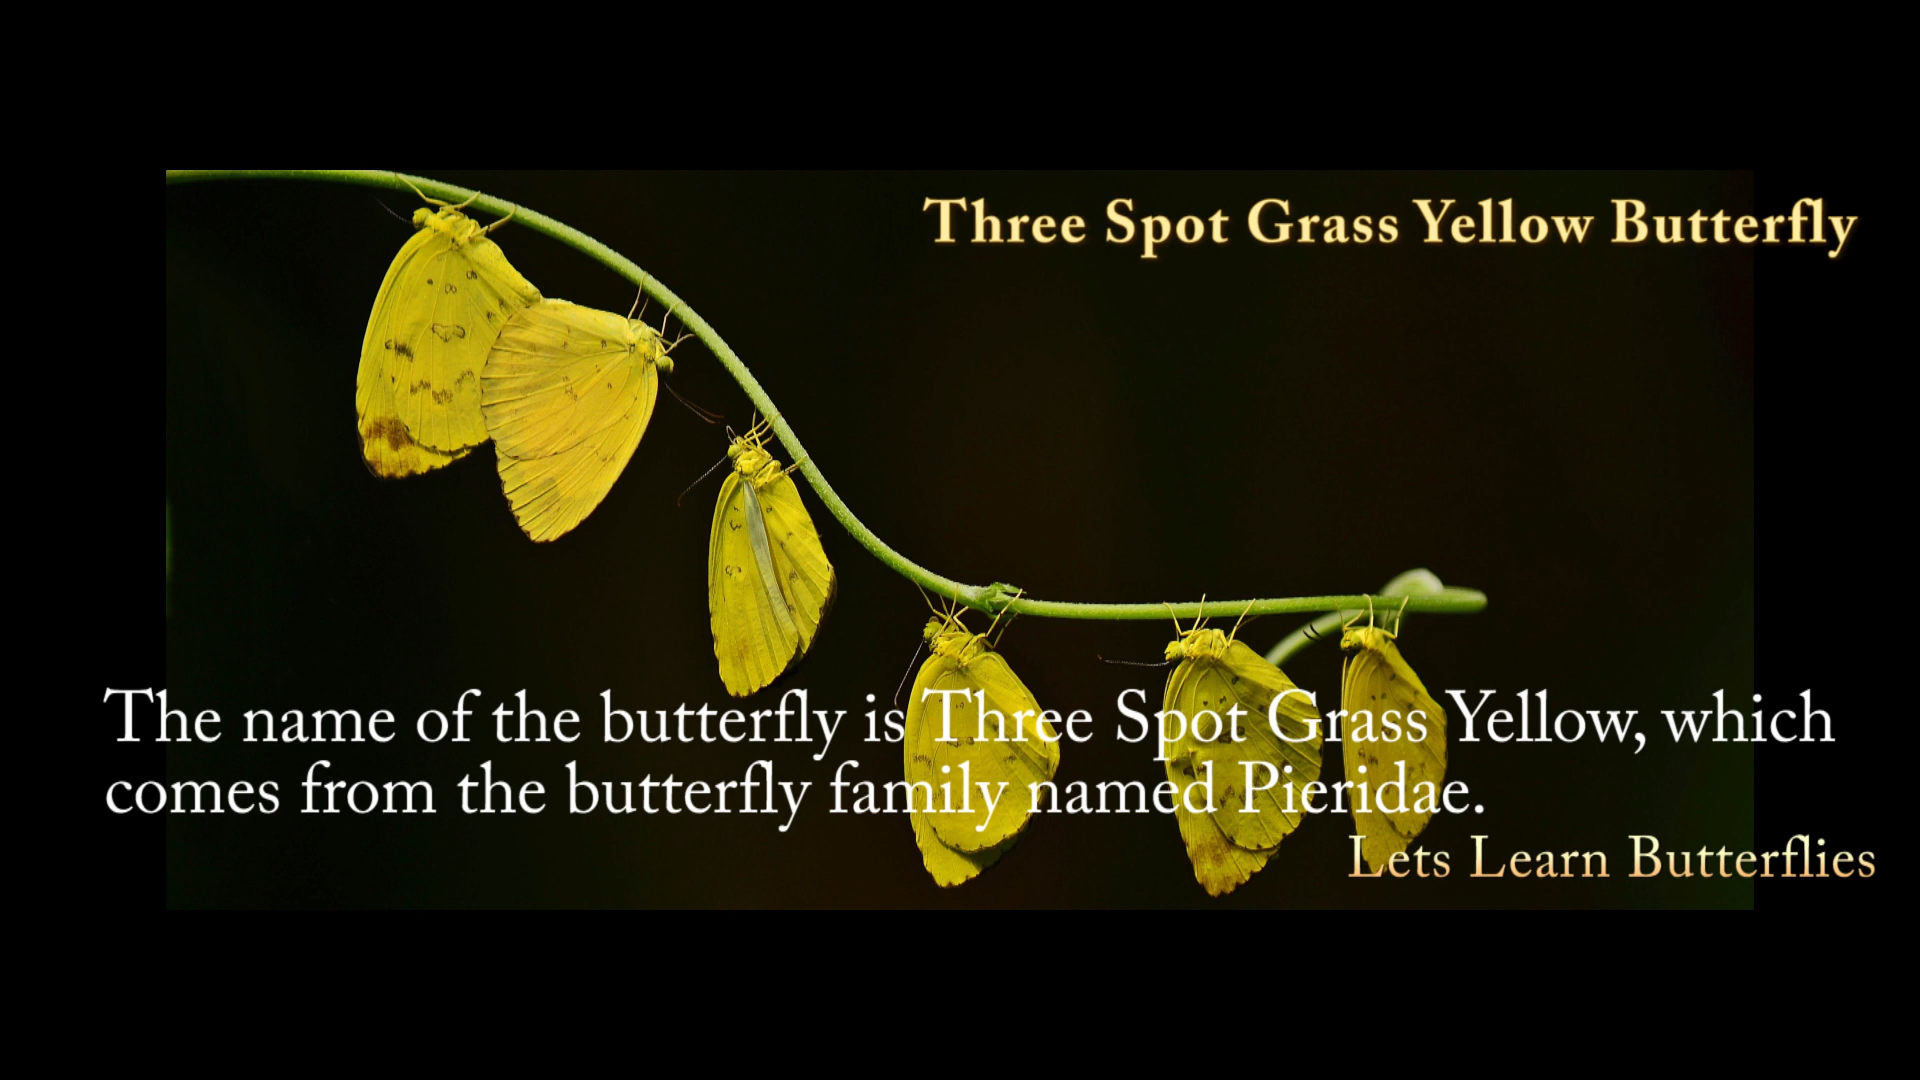 Three Spot Grass Yellow Butterfly
The name of the butterfly is Three Spot Grass Yellow, which
comes from the butterfly family named Pieridae.
Lets Learn Butterflies